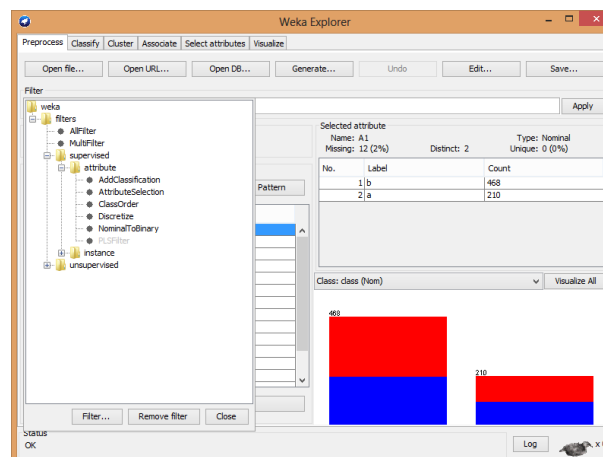 Weka Explorer
Preprocess Classify Cluster Associate Select attributes Visualize
Open file... Open URL... Open DB... Generate... Undo Edit... Save...
Filter
weka
filters
AllFilter
MultiFilter
supervised
attribute
AddClassification
AttributeSelection
ClassOrder
Discretize
NominalToBinary
PLSFilter
instance
unsupervised
Filter... Remove filter Close
Apply
Pattern
Selected attribute
Name: A1 Type: Nominal
Missing: 12 (2%) Distinct: 2 Unique: 0 (0%)
No. Label Count
1 b 468
2 a 210
Class: class (Nom) Visualize All
468
210
Status
OK
Log x